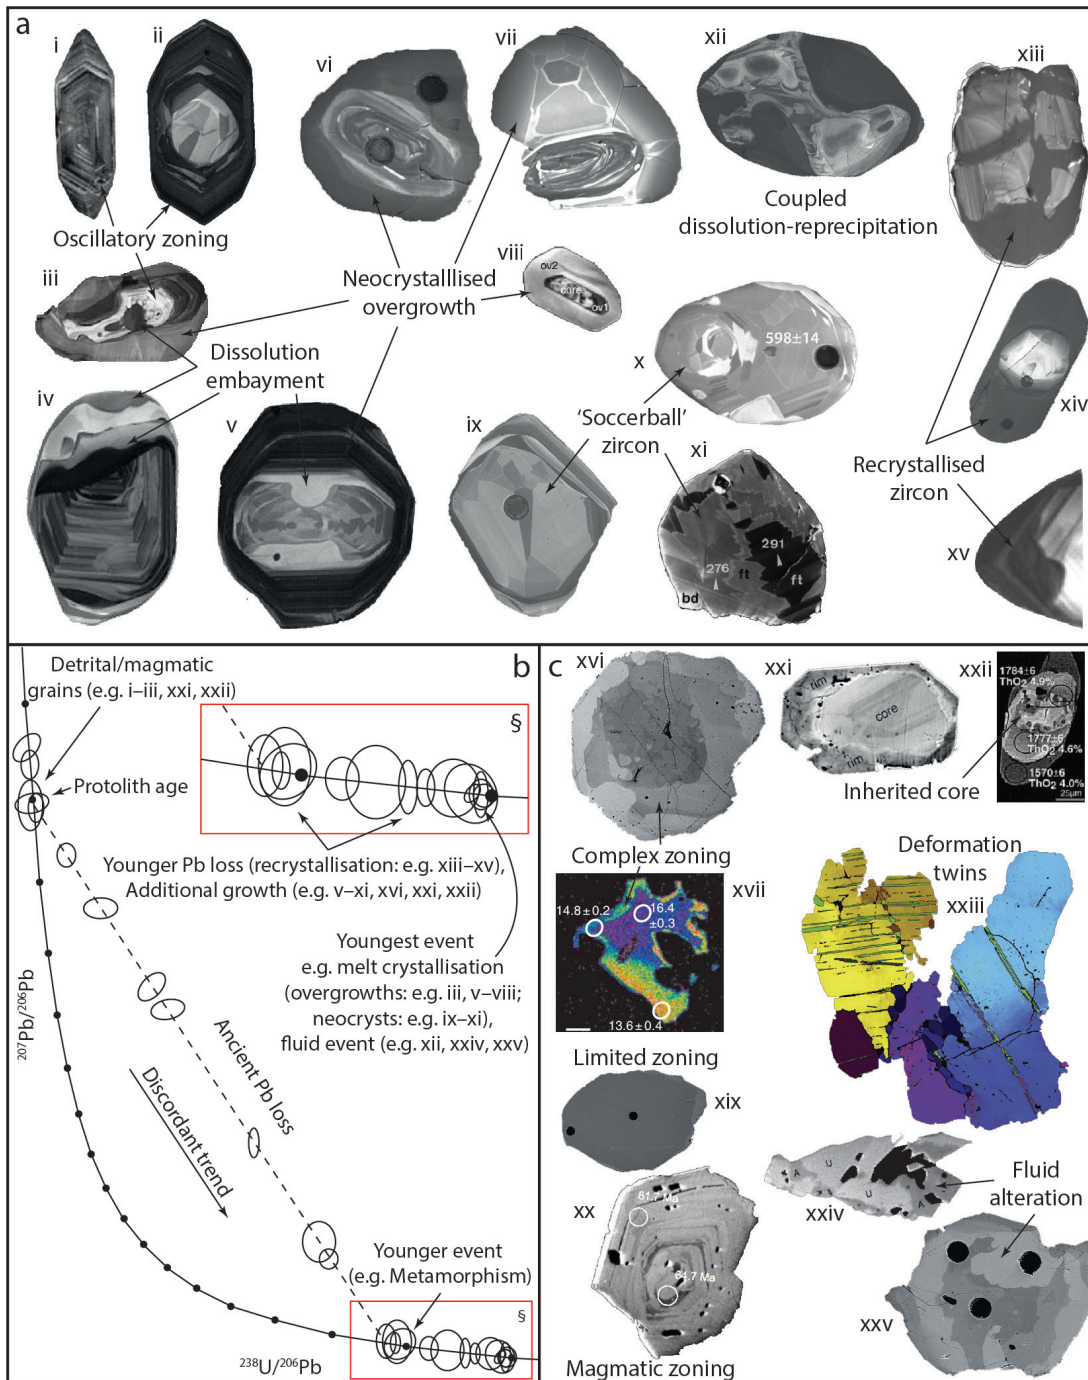 a
i
ii
vi
vii
xii
xiii
Oscillatory zoning
Coupled
dissolution-reprecipitation
iii
Neocrystalllised
overgrowth
viii
ov2
core
ov1
Dissolution
embayment
iv
v
ix
x
598±14
'Soccerball'
zircon
xi
291
276
ft
ft
bd
xiv
Recrystallised
zircon
xv
b
Detrital/magmatic
grains (e.g. i–iii, xxi, xxii)
§
Protolith age
Younger Pb loss (recrystallisation: e.g. xiii–xv),
Additional growth (e.g. v–xi, xvi, xxi, xxii)
Youngest event
e.g. melt crystallisation
(overgrowths: e.g. iii, v–viii;
neocrysts: e.g. ix–xi),
fluid event (e.g. xii, xxiv, xxv)
207Pb/206Pb
Ancient Pb loss
Discordant trend
Younger event
(e.g. Metamorphism)
§
238U/206Pb
c
xvi
xxi
rim
core
rim
xxii
1784±6
ThO2 4.9%
1777±6
ThO2 4.6%
1570±6
ThO2 4.0%
25µm
Inherited core
Complex zoning
xvii
14.8±0.2
16.4
±0.3
13.6±0.4
Deformation
twins
xxiii
Limited zoning
xix
xx
61.7 Ma
64.7 Ma
Magmatic zoning
A
U
U
A
xxiv
Fluid
alteration
xxv